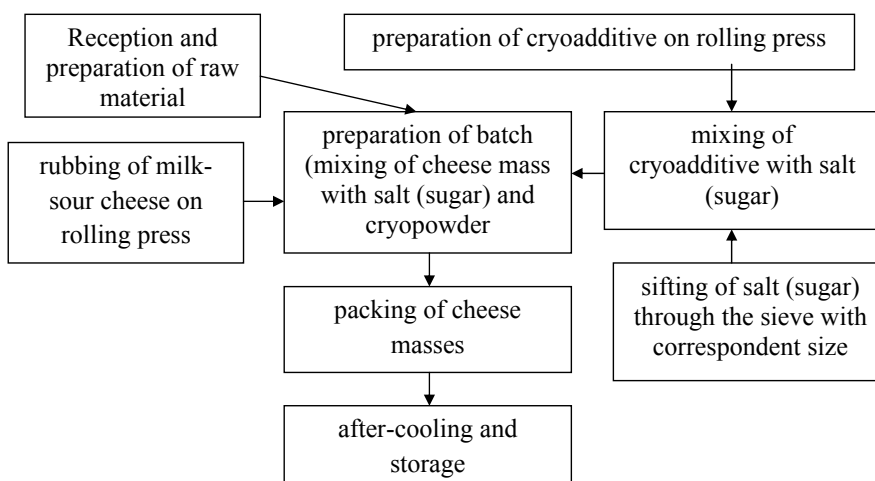 Reception and
preparation of raw
material
preparation of cryoadditive on rolling press
rubbing of milk-
sour cheese on
rolling press
preparation of batch
(mixing of cheese mass
with salt (sugar) and
cryopowder
mixing of
cryoadditive with salt
(sugar)
sifting of salt (sugar)
through the sieve with
correspondent size
packing of cheese
masses
after-cooling and
storage